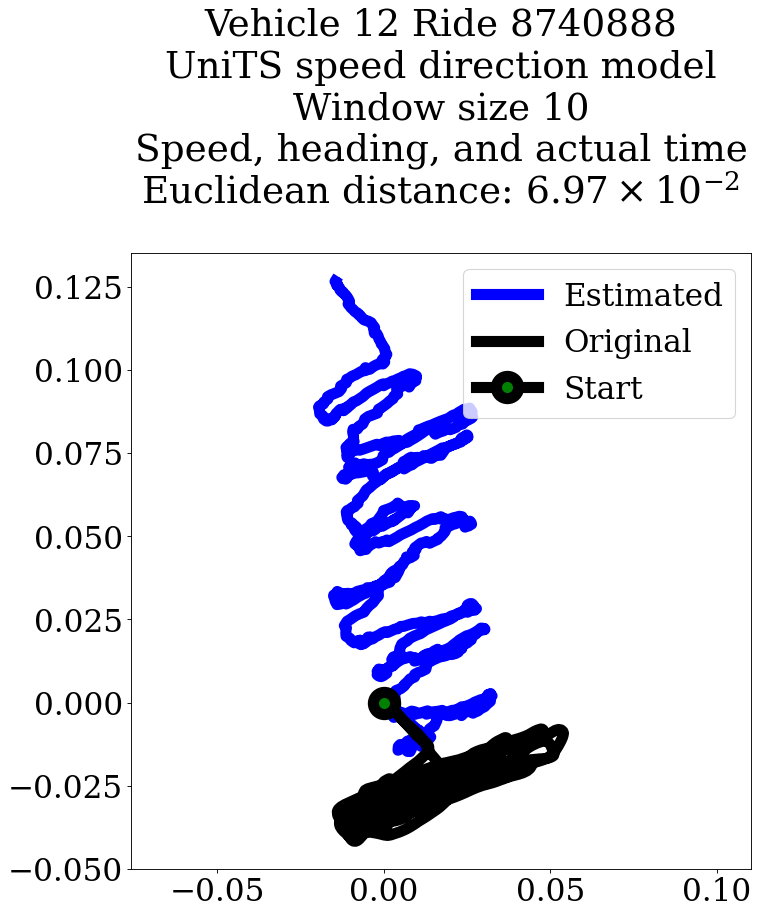 Vehicle 12 Ride 8740888
UniTS speed direction model
Window size 10
Speed, heading, and actual time
Euclidean distance: 6.97 × 10⁻²
Estimated
Original
Start
0.125
0.100
0.075
0.050
0.025
0.000
−0.025
−0.050
−0.05 0.00 0.05 0.10